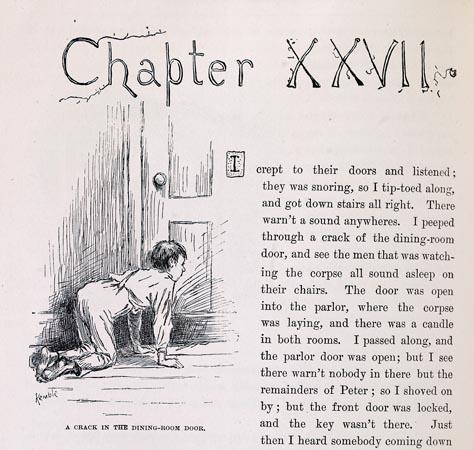 Chapter XXVII.
I crept to their doors and listened;
they was snoring, so I tip-toed along,
and got down stairs all right. There
warn't a sound anywheres. I peeped
through a crack of the dining-room
door, and see the men that was watch-
ing the corpse all sound asleep on
their chairs. The door was open
into the parlor, where the corpse
was laying, and there was a candle
in both rooms. I passed along, and
the parlor door was open; but I see
there warn't nobody in there but the
remainders of Peter; so I shoved on
by; but the front door was locked,
and the key wasn't there. Just
then I heard somebody coming down
Kemble
A CRACK IN THE DINING-ROOM DOOR.